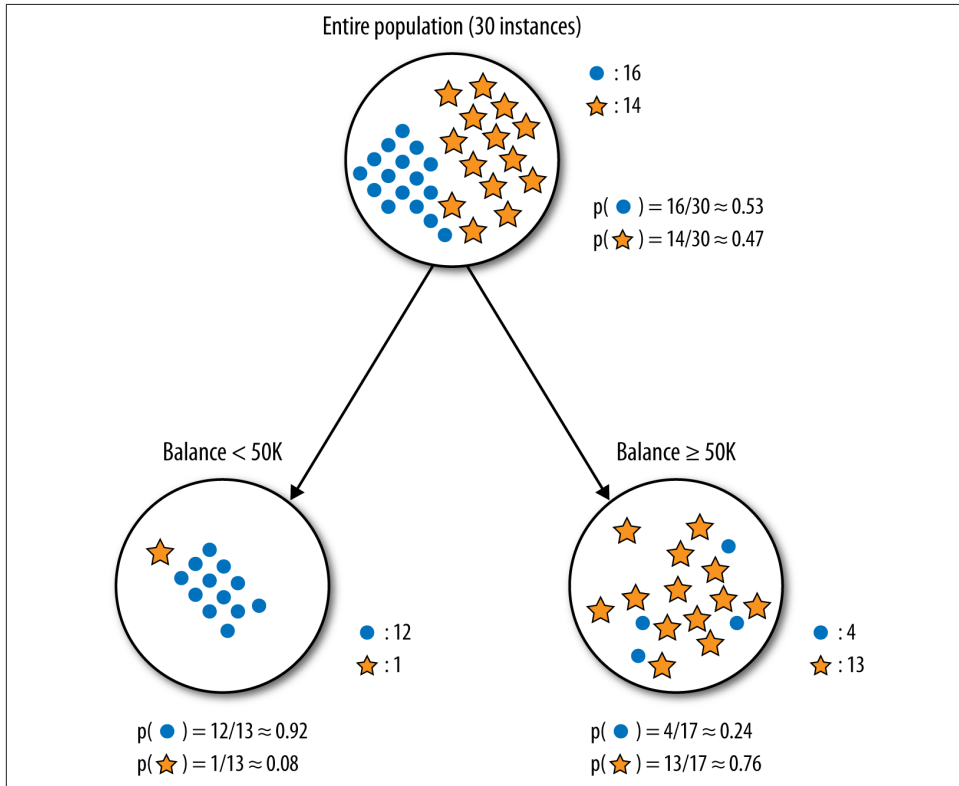 Entire population (30 instances)
: 16
: 14
p( ) = 16/30 ≈ 0.53
p( ) = 14/30 ≈ 0.47
Balance < 50K
: 12
: 1
p( ) = 12/13 ≈ 0.92
p( ) = 1/13 ≈ 0.08
Balance ≥ 50K
: 4
: 13
p( ) = 4/17 ≈ 0.24
p( ) = 13/17 ≈ 0.76